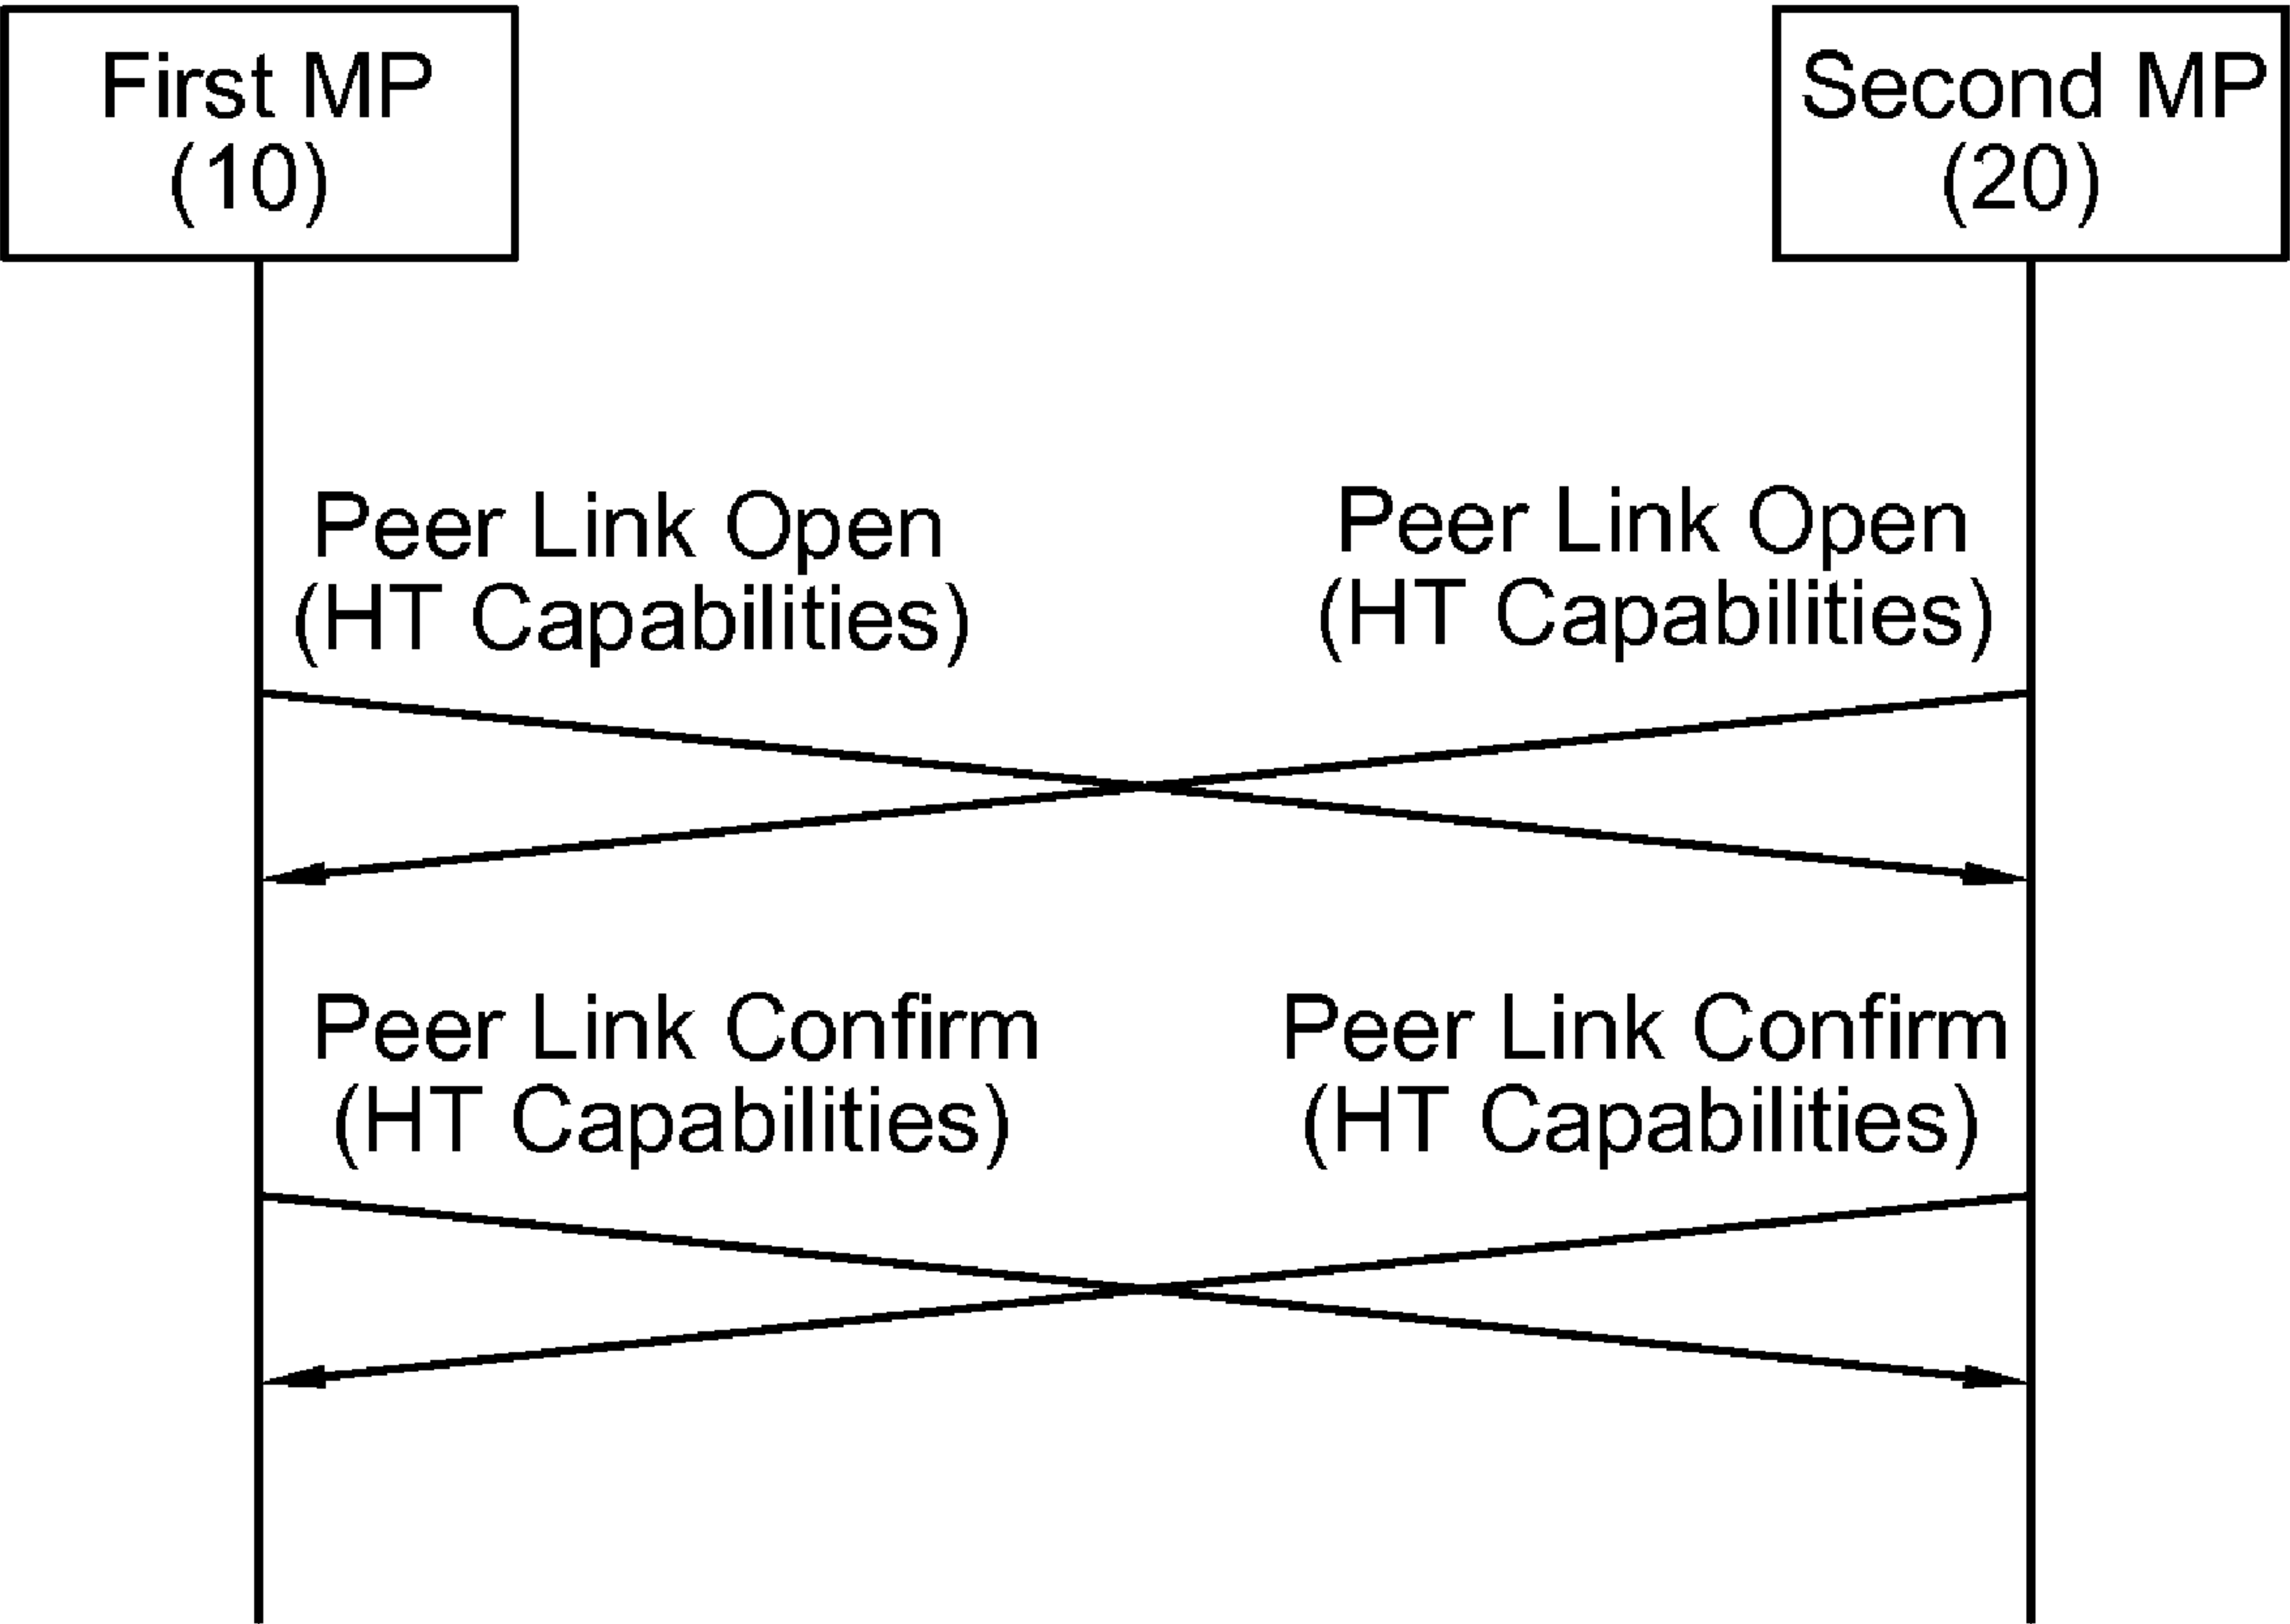 First MP
(10)
Second MP
(20)
Peer Link Open
(HT Capabilities)
Peer Link Open
(HT Capabilities)
Peer Link Confirm
(HT Capabilities)
Peer Link Confirm
(HT Capabilities)